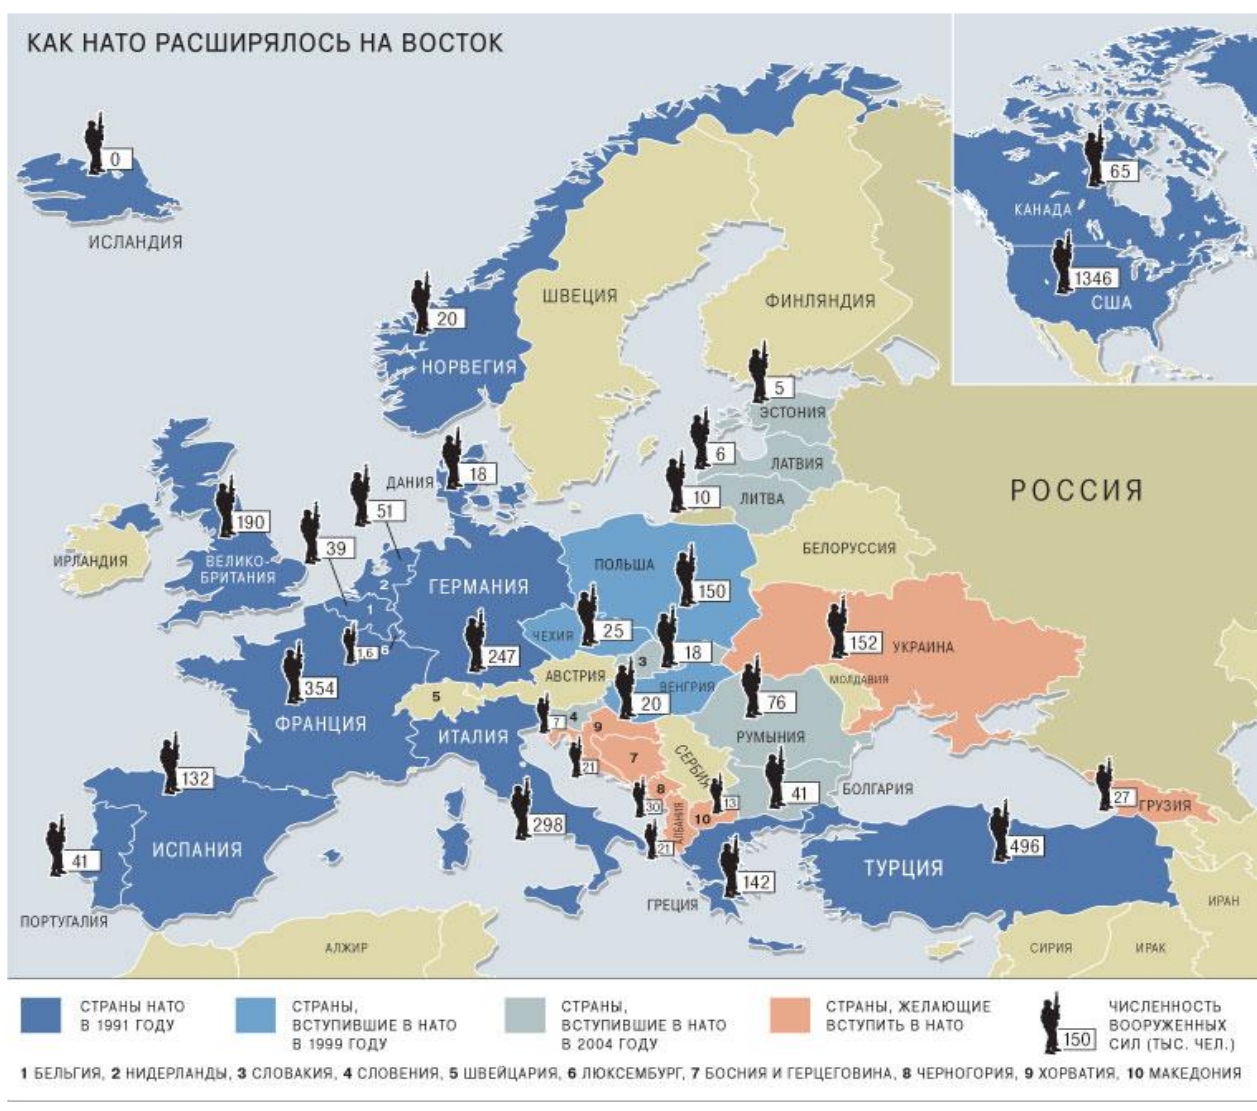 КАК НАТО РАСШИРЯЛОСЬ НА ВОСТОК
0
ИСЛАНДИЯ
65
КАНАДА
1346
США
20
НОРВЕГИЯ
ШВЕЦИЯ
ФИНЛЯНДИЯ
5
ЭСТОНИЯ
6
ЛАТВИЯ
10
ЛИТВА
РОССИЯ
ДАНИЯ
18
51
190
39
ИРЛАНДИЯ
ВЕЛИКО-
БРИТАНИЯ
2
1
1,6
6
ГЕРМАНИЯ
247
ПОЛЬША
150
БЕЛОРУССИЯ
ЧЕХИЯ
25
3
18
152
УКРАИНА
354
ФРАНЦИЯ
5
АВСТРИЯ
ВЕНГРИЯ
20
76
МОЛДАВИЯ
РУМЫНИЯ
ИТАЛИЯ
7
4
9
21
7
СЕРБИЯ
8
30
13
10
АЛБАНИЯ
21
41
БОЛГАРИЯ
27
ГРУЗИЯ
132
41
ИСПАНИЯ
ПОРТУГАЛИЯ
298
142
ГРЕЦИЯ
496
ТУРЦИЯ
АЛЖИР
СИРИЯ
ИРАК
ИРАН
СТРАНЫ НАТО
В 1991 ГОДУ
СТРАНЫ,
ВСТУПИВШИЕ В НАТО
В 1999 ГОДУ
СТРАНЫ,
ВСТУПИВШИЕ В НАТО
В 2004 ГОДУ
СТРАНЫ, ЖЕЛАЮЩИЕ
ВСТУПИТЬ В НАТО
150
ЧИСЛЕННОСТЬ
ВООРУЖЕННЫХ
СИЛ (ТЫС. ЧЕЛ.)
1 БЕЛЬГИЯ, 2 НИДЕРЛАНДЫ, 3 СЛОВАКИЯ, 4 СЛОВЕНИЯ, 5 ШВЕЙЦАРИЯ, 6 ЛЮКСЕМБУРГ, 7 БОСНИЯ И ГЕРЦЕГОВИНА, 8 ЧЕРНОГОРИЯ, 9 ХОРВАТИЯ, 10 МАКЕДОНИЯ